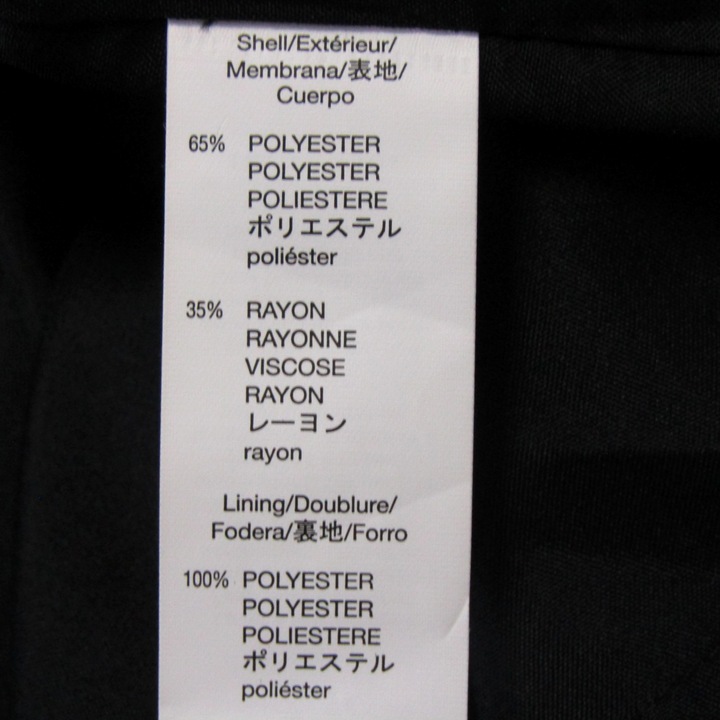 Shell/Extérieur/
Membrana/表地/
Cuerpo
65% POLYESTER
POLYESTER
POLIESTERE
ポリエステル
poliéster
35% RAYON
RAYONNE
VISCOSE
RAYON
レーヨン
rayon
Lining/Doublure/
Fodera/裏地/Forro
100% POLYESTER
POLYESTER
POLIESTERE
ポリエステル
poliéster